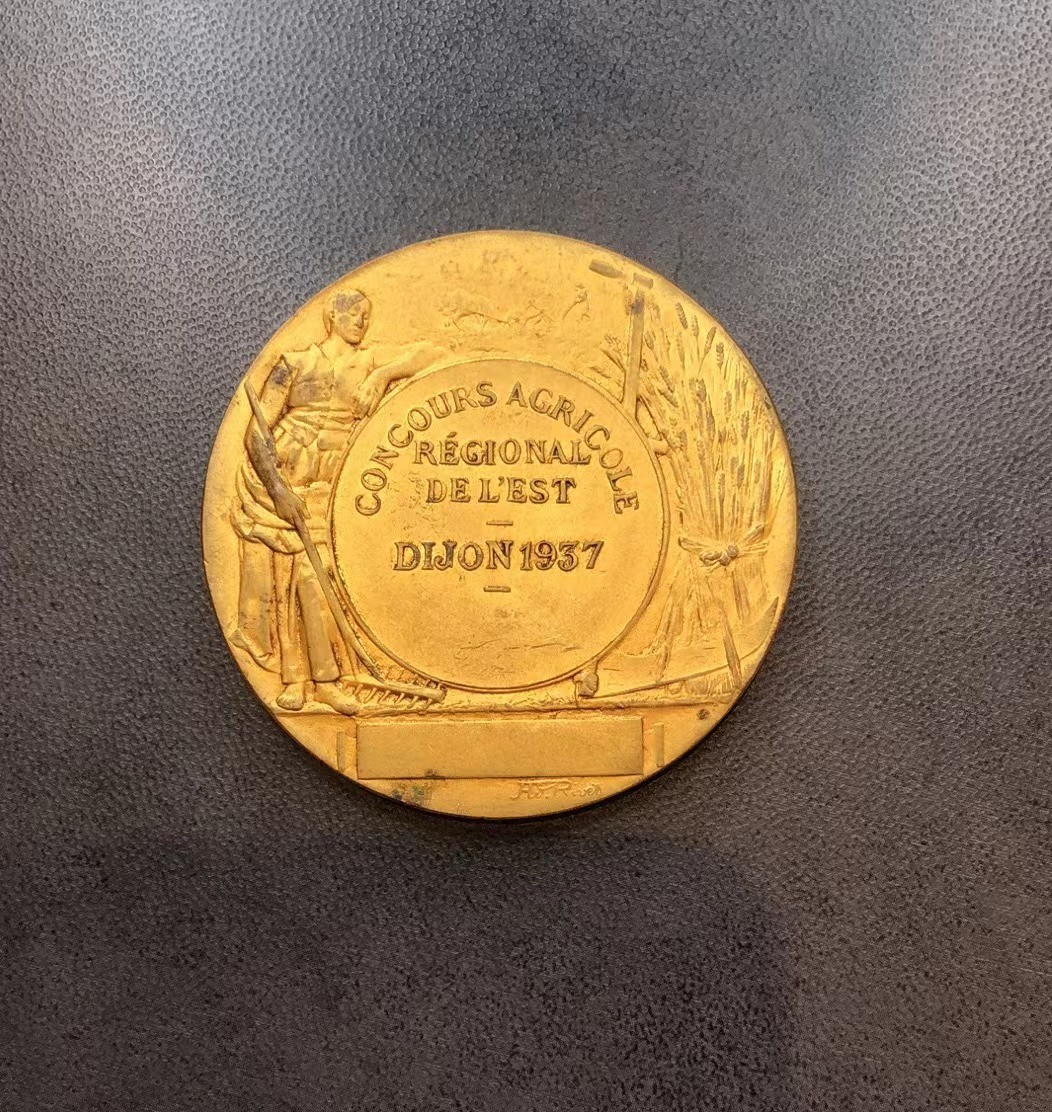 CONCOURS AGRICOLE
RÉGIONAL
DE L'EST
DIJON 1937